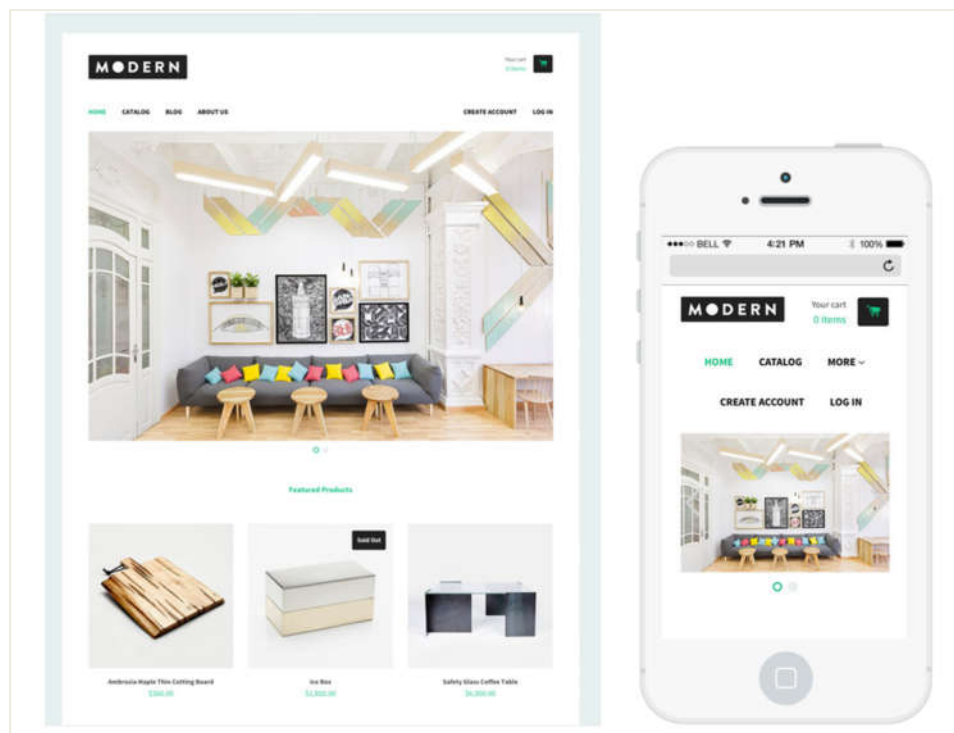 MODERN
Your cart
0 items
HOME CATALOG BLOG ABOUT US
CREATE ACCOUNT LOG IN
Featured Products
Sold Out
Ambrosia Maple Thin Cutting Board
Ice Box
Safety Glass Coffee Table
BELL 4:21 PM 100%
MODERN
Your cart
0 items
HOME CATALOG MORE
CREATE ACCOUNT LOG IN